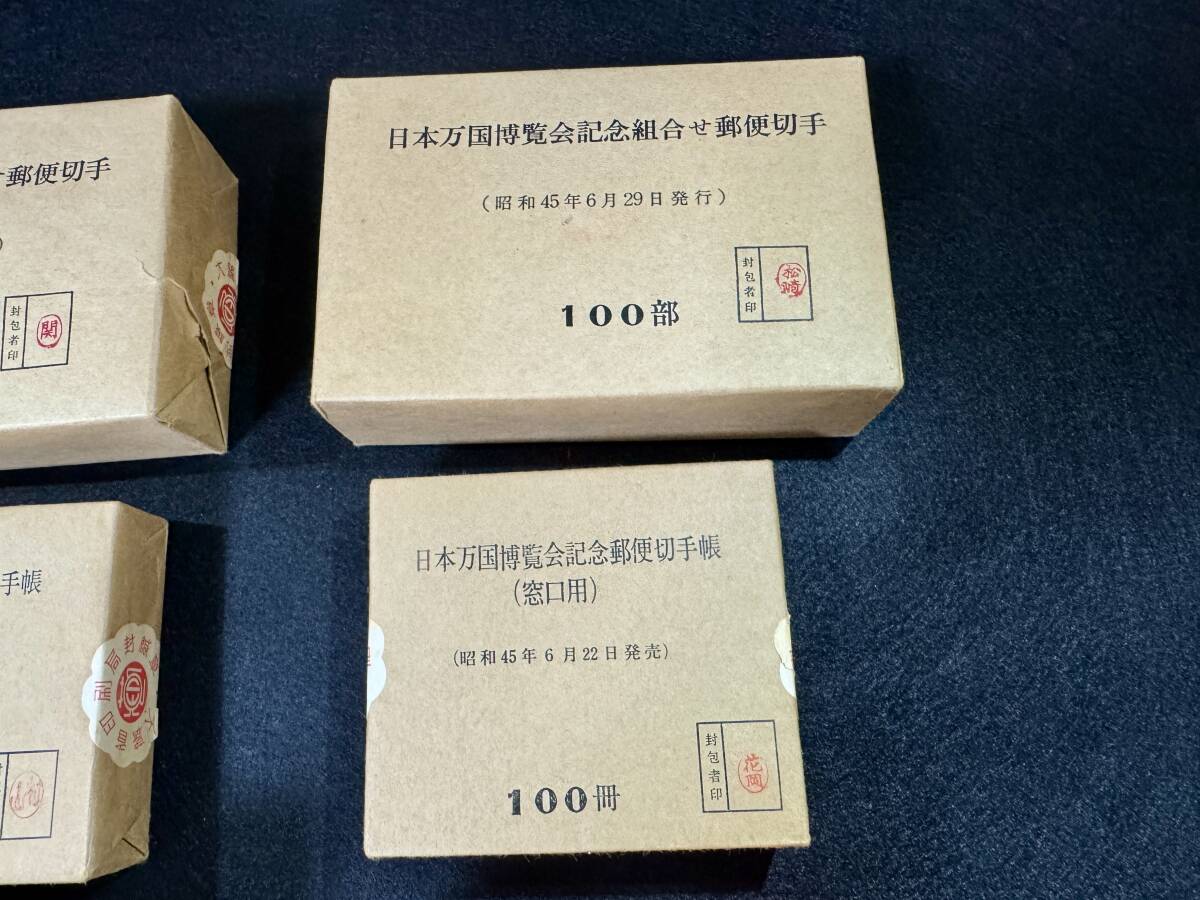 日本万国博覧会記念組合せ郵便切手
(昭和45年6月29日発行)
100部
封包者印
松崎
せ郵便切手
)
封包者印
関
日本万国博覧会記念郵便切手帳
(窓口用)
(昭和45年6月22日発売)
100冊
封包者印
花岡
手帳